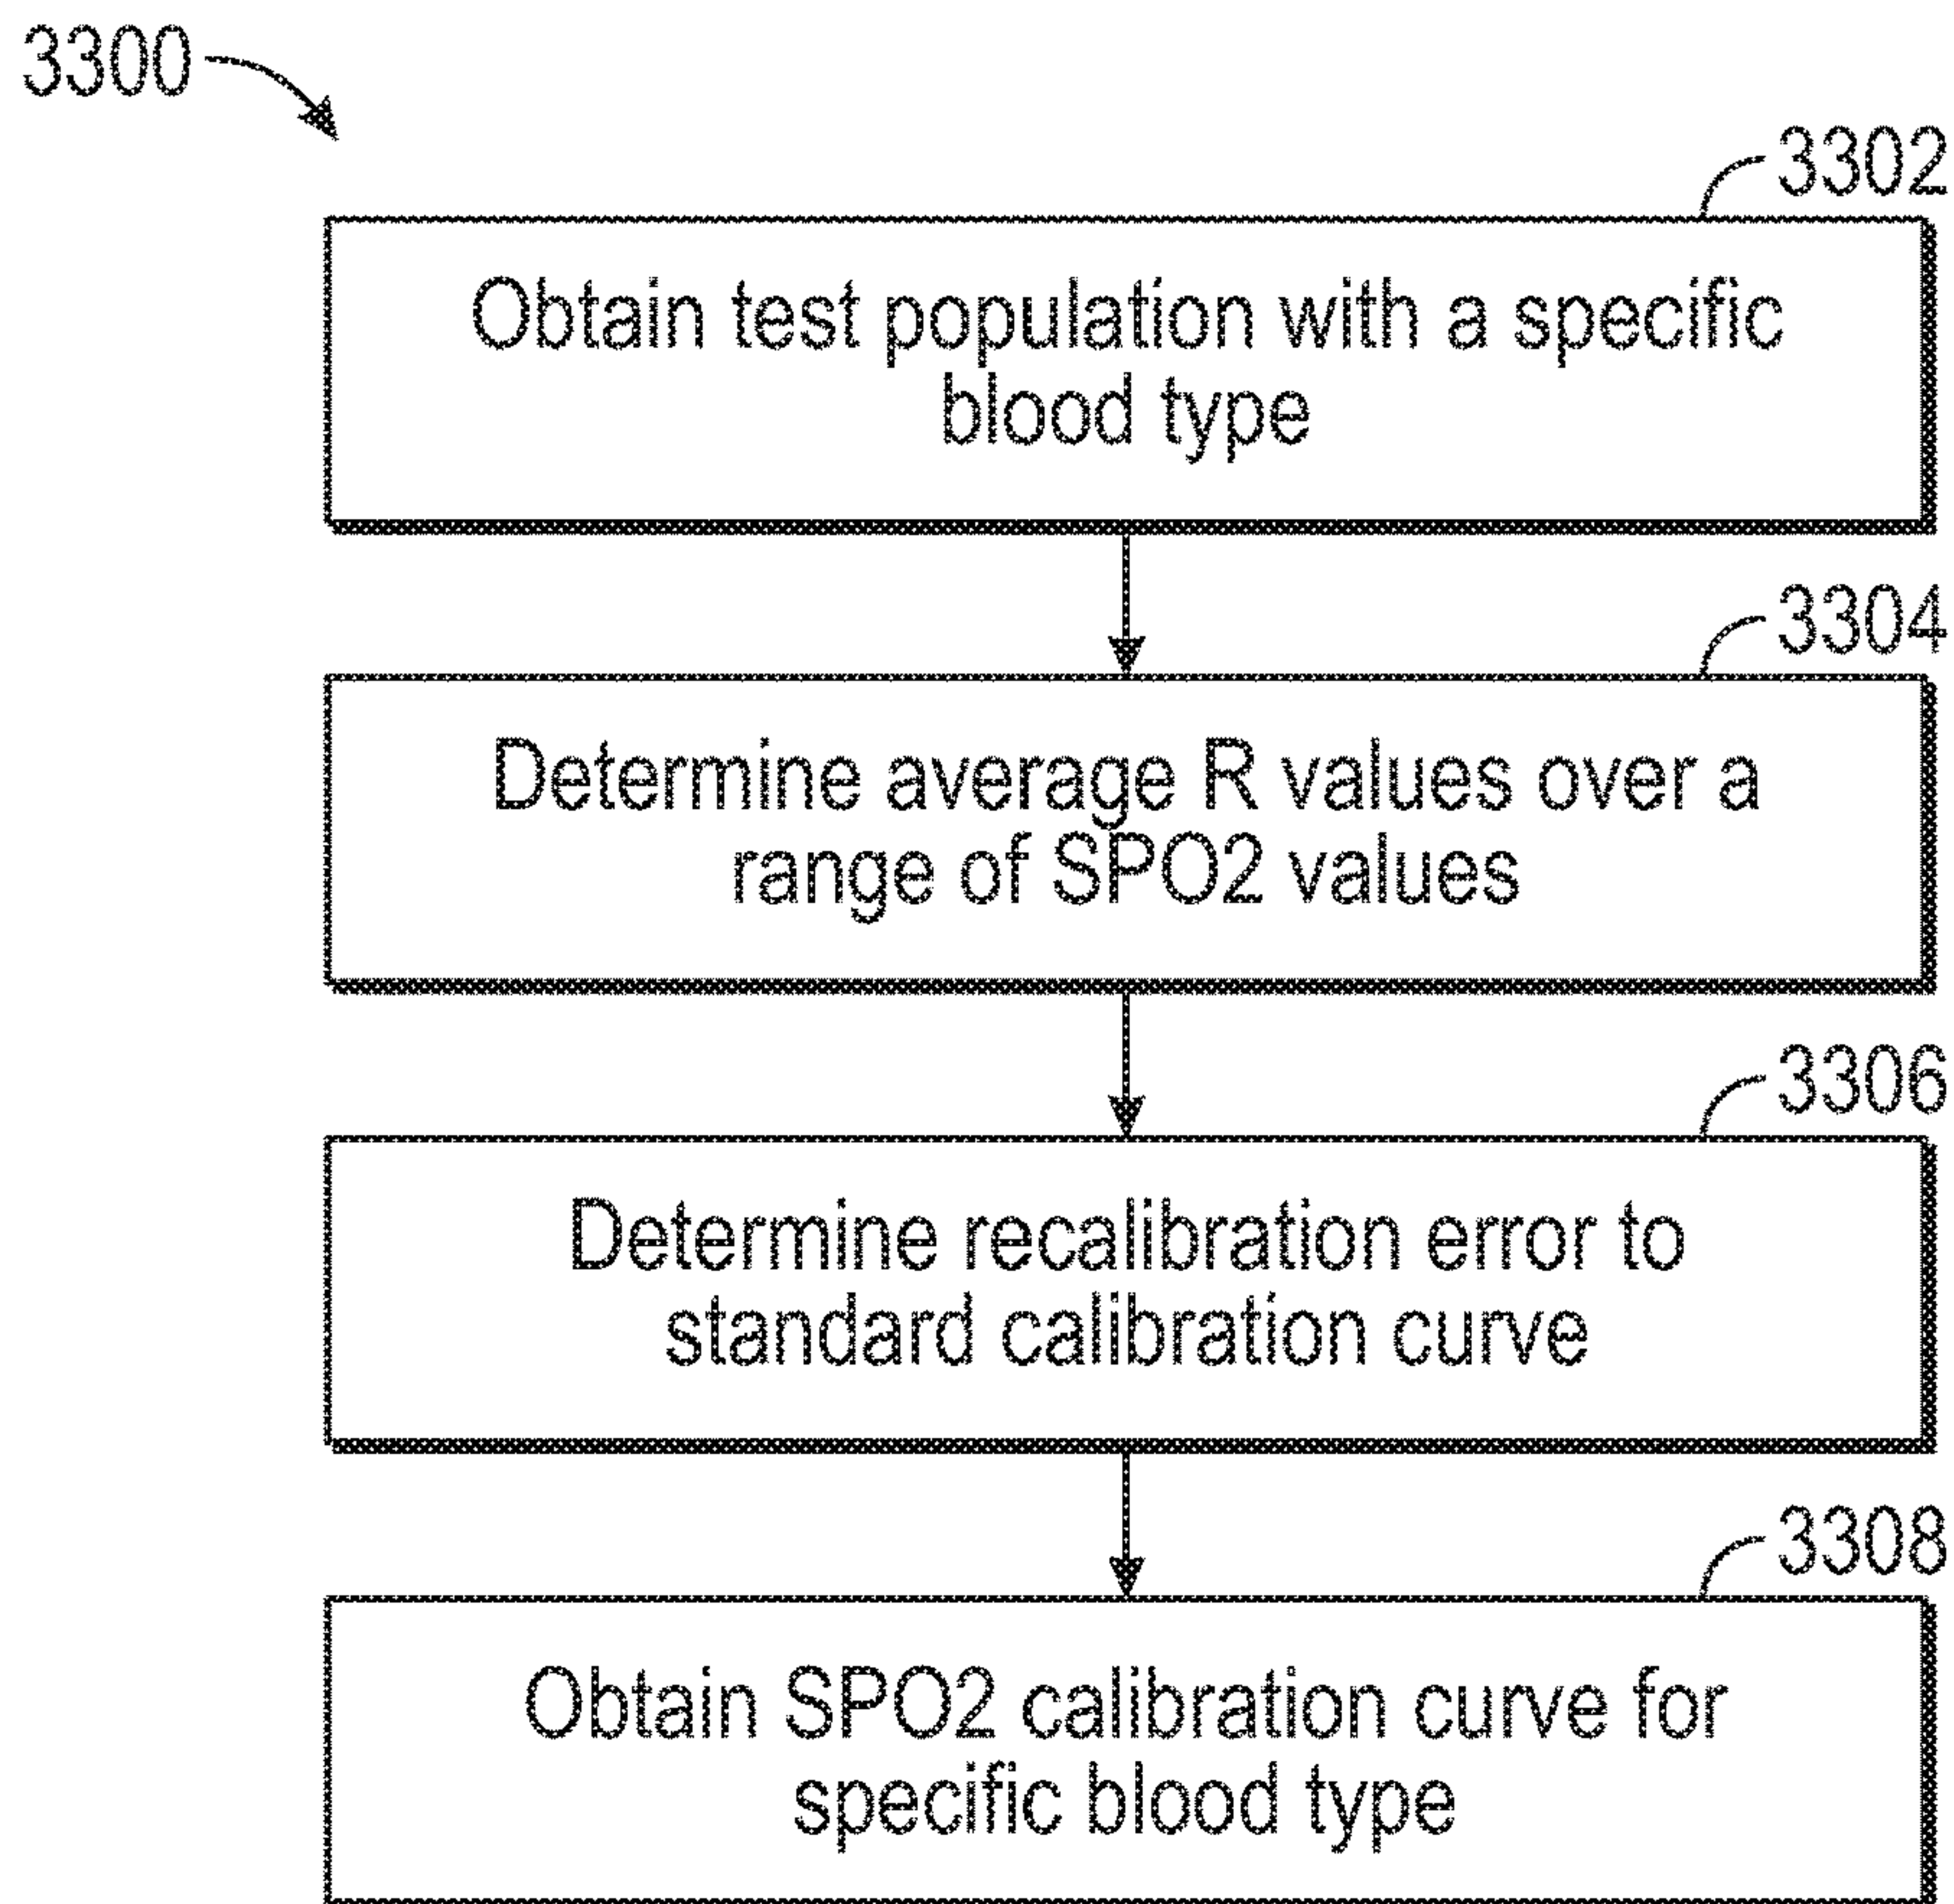 3300
3302
Obtain test population with a specific
blood type
3304
Determine average R values over a
range of SPO2 values
3306
Determine recalibration error to
standard calibration curve
3308
Obtain SPO2 calibration curve for
specific blood type